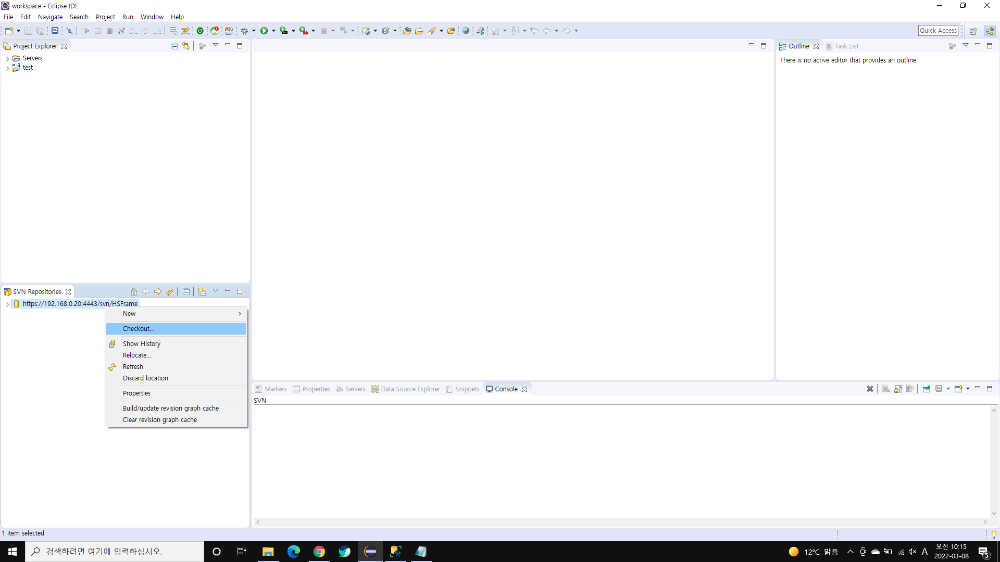 workspace - Eclipse IDE
File Edit Navigate Search Project Run Window Help
Quick Access
Project Explorer
Servers
test
Outline Task List
There is no active editor that provides an outline.
SVN Repositories
https://192.168.0.20:4443/svn/HSFrame
New
Checkout...
Show History
Relocate...
Refresh
Discard location
Properties
Build/update revision graph cache
Clear revision graph cache
Markers Properties Servers Data Source Explorer Snippets Console
SVN
1 item selected
검색하려면 여기에 입력하십시오.
12°C 맑음
A
오전 10:15
2022-03-08
5